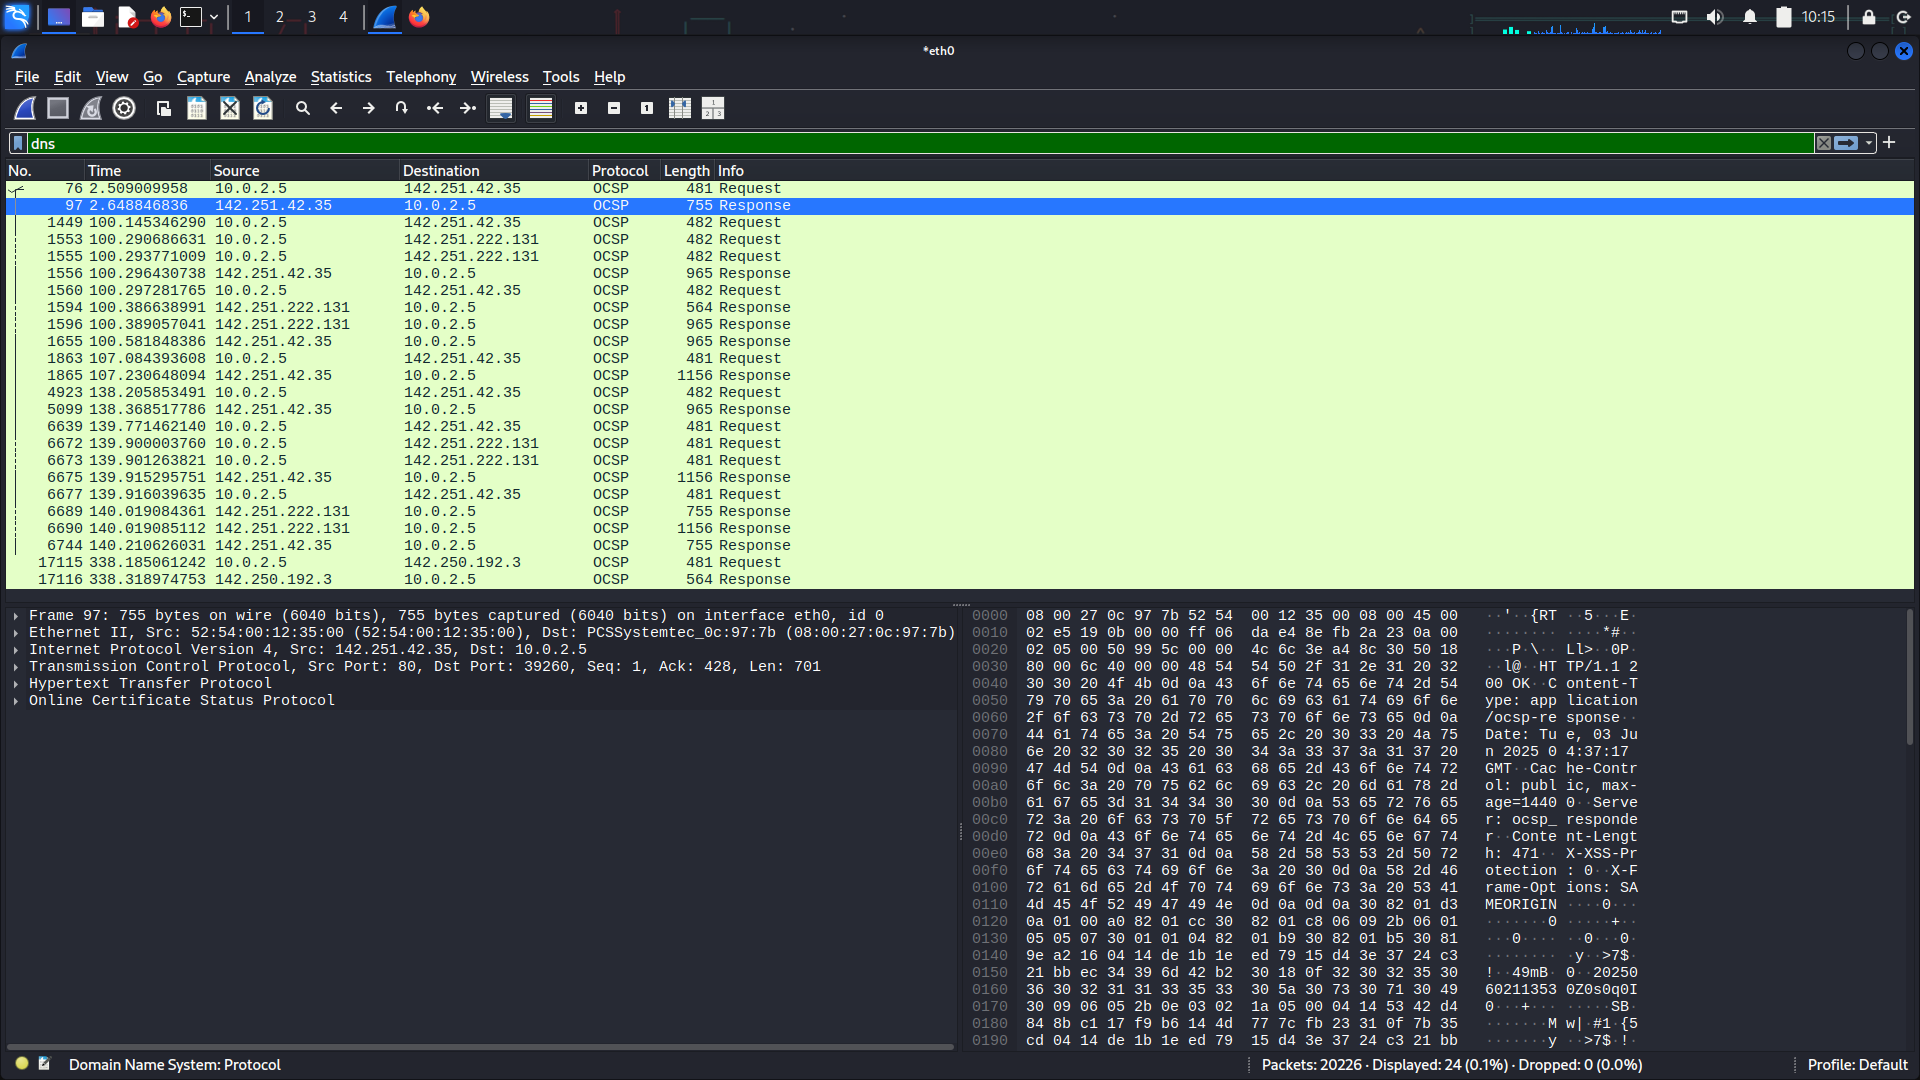 1 2 3 4 10:15
*eth0
File Edit View Go Capture Analyze Statistics Telephony Wireless Tools Help
dns
No. Time Source Destination Protocol Length Info
76 2.509009958 10.0.2.5 142.251.42.35 OCSP 481 Request
97 2.648846836 142.251.42.35 10.0.2.5 OCSP 755 Response
1449 100.145346290 10.0.2.5 142.251.42.35 OCSP 482 Request
1553 100.290686631 10.0.2.5 142.251.222.131 OCSP 482 Request
1555 100.293771009 10.0.2.5 142.251.222.131 OCSP 482 Request
1556 100.296430738 142.251.42.35 10.0.2.5 OCSP 965 Response
1560 100.297281765 10.0.2.5 142.251.42.35 OCSP 482 Request
1594 100.386638991 142.251.222.131 10.0.2.5 OCSP 564 Response
1596 100.389057041 142.251.222.131 10.0.2.5 OCSP 965 Response
1655 100.581848386 142.251.42.35 10.0.2.5 OCSP 965 Response
1863 107.084393608 10.0.2.5 142.251.42.35 OCSP 481 Request
1865 107.230648094 142.251.42.35 10.0.2.5 OCSP 1156 Response
4923 138.205853491 10.0.2.5 142.251.42.35 OCSP 482 Request
5099 138.368517786 142.251.42.35 10.0.2.5 OCSP 965 Response
6639 139.771462140 10.0.2.5 142.251.42.35 OCSP 481 Request
6672 139.900003760 10.0.2.5 142.251.222.131 OCSP 481 Request
6673 139.901263821 10.0.2.5 142.251.222.131 OCSP 481 Request
6675 139.915295751 142.251.42.35 10.0.2.5 OCSP 1156 Response
6677 139.916039635 10.0.2.5 142.251.42.35 OCSP 481 Request
6689 140.019084361 142.251.222.131 10.0.2.5 OCSP 755 Response
6690 140.019085112 142.251.222.131 10.0.2.5 OCSP 1156 Response
6744 140.210626031 142.251.42.35 10.0.2.5 OCSP 755 Response
17115 338.185061242 10.0.2.5 142.250.192.3 OCSP 481 Request
17116 338.318974753 142.250.192.3 10.0.2.5 OCSP 564 Response
Frame 97: 755 bytes on wire (6040 bits), 755 bytes captured (6040 bits) on interface eth0, id 0
Ethernet II, Src: 52:54:00:12:35:00 (52:54:00:12:35:00), Dst: PCSSystemtec_0c:97:7b (08:00:27:0c:97:7b)
Internet Protocol Version 4, Src: 142.251.42.35, Dst: 10.0.2.5
Transmission Control Protocol, Src Port: 80, Dst Port: 39260, Seq: 1, Ack: 428, Len: 701
Hypertext Transfer Protocol
Online Certificate Status Protocol
0000 08 00 27 0c 97 7b 52 54 00 12 35 00 08 00 45 00 ··'··{RT ··5···E·
0010 02 e5 19 0b 00 00 ff 06 da e4 8e fb 2a 23 0a 00 ········ ····*#··
0020 02 05 00 50 99 5c 00 00 4c 6c 3e a4 8c 30 50 18 ···P·\·· Ll>··0P·
0030 80 00 6c 40 00 00 48 54 54 50 2f 31 2e 31 20 32 ··l@··HT TP/1.1 2
0040 30 30 20 4f 4b 0d 0a 43 6f 6e 74 65 6e 74 2d 54 00 OK··C ontent-T
0050 79 70 65 3a 20 61 70 70 6c 69 63 61 74 69 6f 6e ype: app lication
0060 2f 6f 63 73 70 2d 72 65 73 70 6f 6e 73 65 0d 0a /ocsp-re sponse··
0070 44 61 74 65 3a 20 54 75 65 2c 20 30 33 20 4a 75 Date: Tu e, 03 Ju
0080 6e 20 32 30 32 35 20 30 34 3a 33 37 3a 31 37 20 n 2025 0 4:37:17
0090 47 4d 54 0d 0a 43 61 63 68 65 2d 43 6f 6e 74 72 GMT··Cac he-Contr
00a0 6f 6c 3a 20 70 75 62 6c 69 63 2c 20 6d 61 78 2d ol: publ ic, max-
00b0 61 67 65 3d 31 34 34 30 30 0d 0a 53 65 72 76 65 age=1440 0··Serve
00c0 72 3a 20 6f 63 73 70 5f 72 65 73 70 6f 6e 64 65 r: ocsp_ responde
00d0 72 0d 0a 43 6f 6e 74 65 6e 74 2d 4c 65 6e 67 74 r··Conte nt-Lengt
00e0 68 3a 20 34 37 31 0d 0a 58 2d 58 53 53 2d 50 72 h: 471·· X-XSS-Pr
00f0 6f 74 65 63 74 69 6f 6e 3a 20 30 0d 0a 58 2d 46 otection : 0··X-F
0100 72 61 6d 65 2d 4f 70 74 69 6f 6e 73 3a 20 53 41 rame-Opt ions: SA
0110 4d 45 4f 52 49 47 49 4e 0d 0a 0d 0a 30 82 01 d3 MEORIGIN ····0···
0120 0a 01 00 a0 82 01 cc 30 82 01 c8 06 09 2b 06 01 ·······0 ·····+··
0130 05 05 07 30 01 01 04 82 01 b9 30 82 01 b5 30 81 ···0···· ··0···0·
0140 9e a2 16 04 14 de 1b 1e ed 79 15 d4 3e 37 24 c3 ········ ·y··>7$·
0150 21 bb ec 34 39 6d 42 b2 30 18 0f 32 30 32 35 30 !··49mB· 0··20250
0160 36 30 32 31 31 33 35 33 30 5a 30 73 30 71 30 49 60211353 0Z0s0q0I
0170 30 09 06 05 2b 0e 03 02 1a 05 00 04 14 53 42 d4 0···+··· ·····SB·
0180 84 8b c1 17 f9 b6 14 4d 77 7c fb 23 31 0f 7b 35 ·······M w|·#1·{5
0190 cd 04 14 de 1b 1e ed 79 15 d4 3e 37 24 c3 21 bb ·······y ··>7$·!·
Domain Name System: Protocol Packets: 20226 · Displayed: 24 (0.1%) · Dropped: 0 (0.0%) Profile: Default